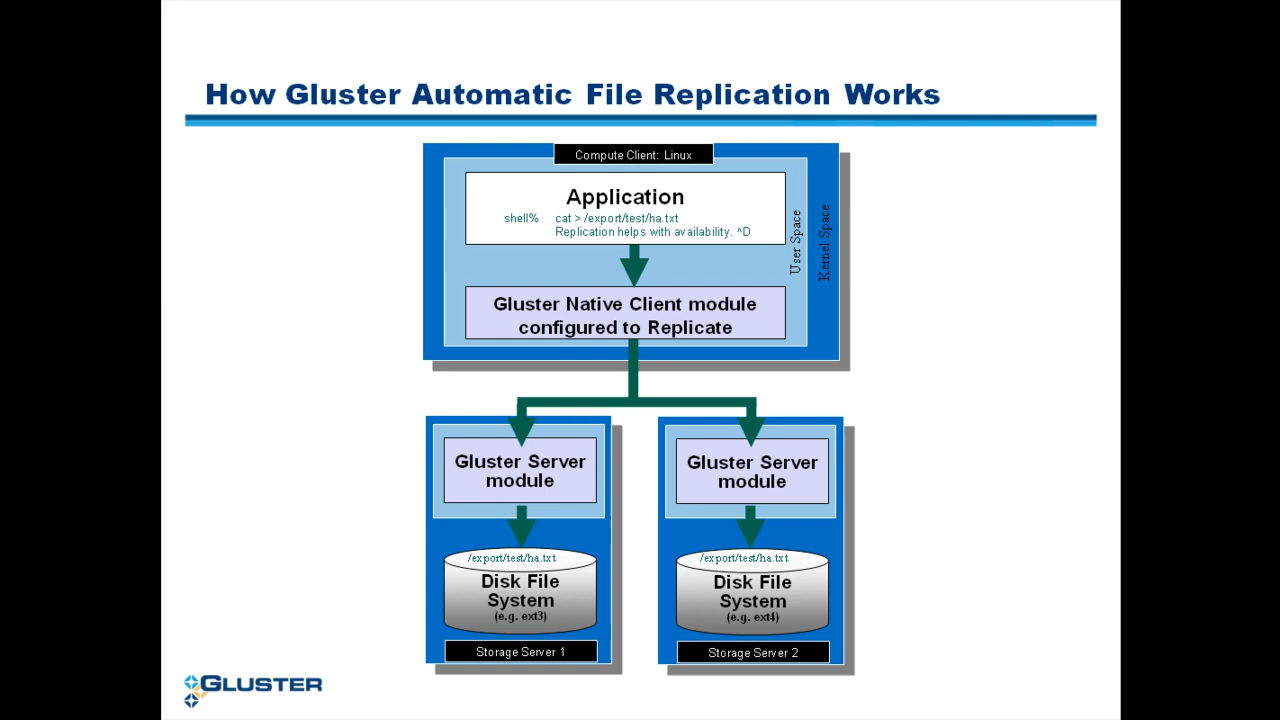 How Gluster Automatic File Replication Works
Compute Client: Linux
Application
shell% cat > /export/test/ha.txt
Replication helps with availability. ^D
User Space
Kernel Space
Gluster Native Client module
configured to Replicate
Gluster Server
module
/export/test/ha.txt
Disk File
System
(e.g. ext3)
Storage Server 1
Gluster Server
module
/export/test/ha.txt
Disk File
System
(e.g. ext4)
Storage Server 2
GLUSTER